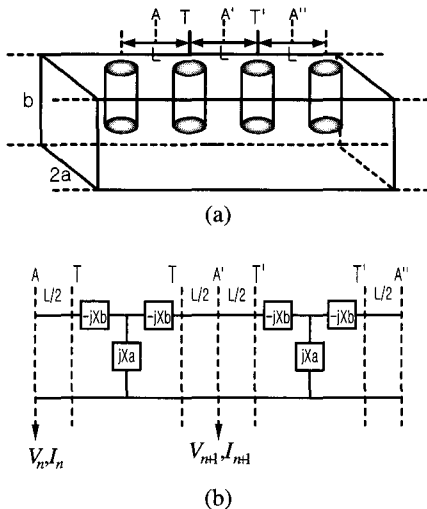 A T A' T' A''
L L L
b
2a
(a)
A T T A' T' T' A''
L/2 L/2 L/2 L/2
-jXb -jXb -jXb -jXb
jXa jXa
Vn,In Vn+1,In+1
(b)